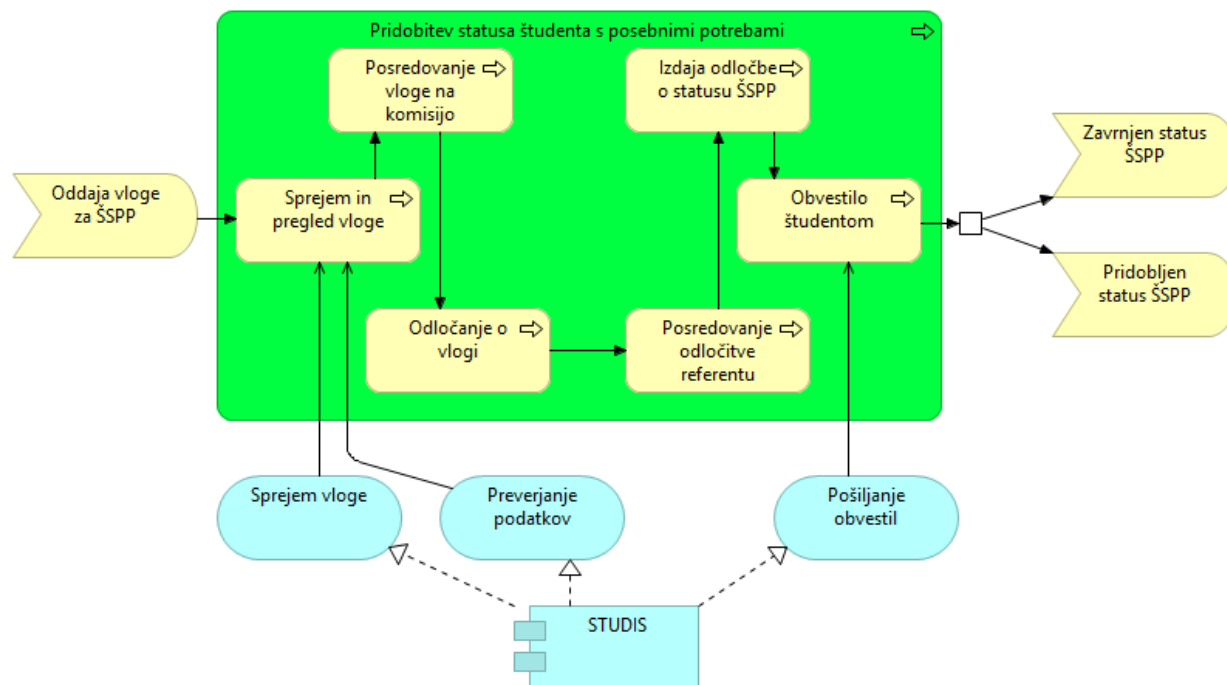 Pridobitev statusa študenta s posebnimi potrebami
Posredovanje
vloge na
komisijo
Izdaja odločbe
o statusu ŠSPP
Zavrnjen status
ŠSPP
Oddaja vloge
za ŠSPP
Sprejem in
pregled vloge
Obvestilo
študentom
Pridobljen
status ŠSPP
Odločanje o
vlogi
Posredovanje
odločitve
referentu
Sprejem vloge
Preverjanje
podatkov
Pošiljanje
obvestil
STUDIS